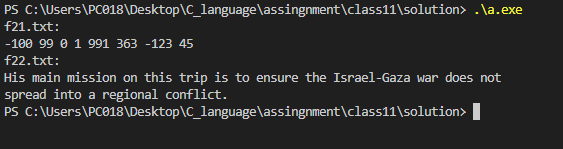 PS C:\Users\PC018\Desktop\C_language\assingnment\class11\solution> .\a.exe
f21.txt:
-100 99 0 1 991 363 -123 45
f22.txt:
His main mission on this trip is to ensure the Israel-Gaza war does not
spread into a regional conflict.
PS C:\Users\PC018\Desktop\C_language\assingnment\class11\solution>